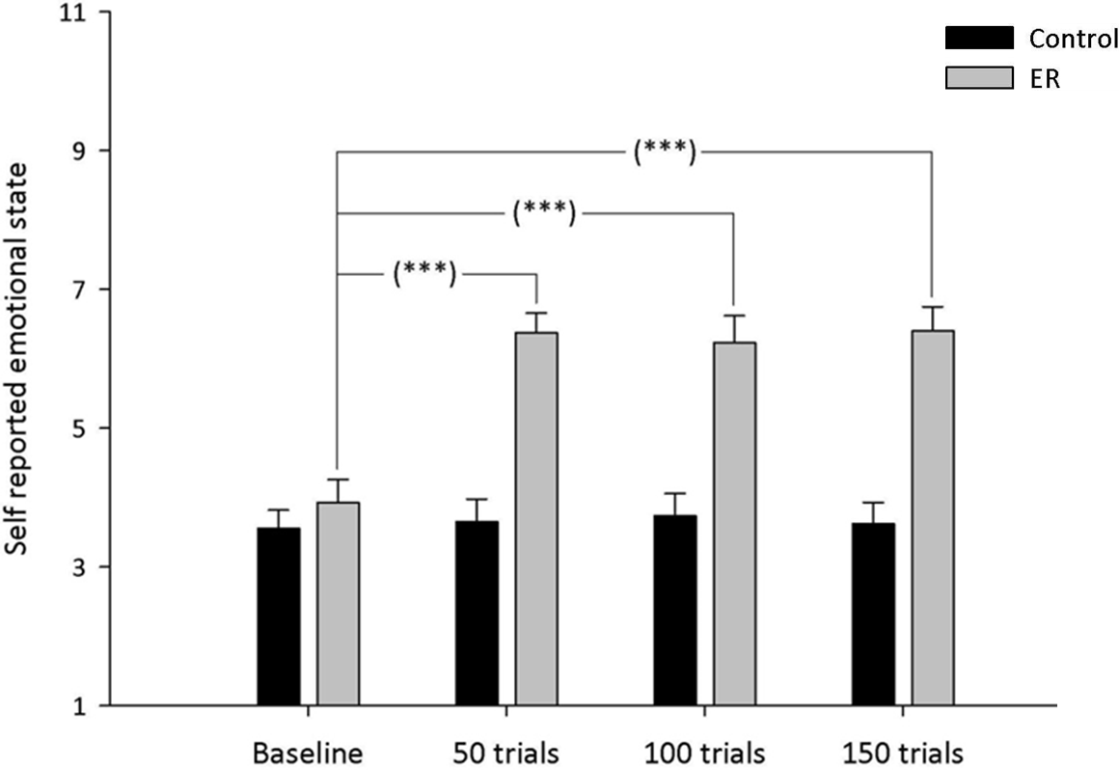 11
Control
ER
9
(***)
(***)
(***)
7
5
3
1
Self reported emotional state
Baseline
50 trials
100 trials
150 trials